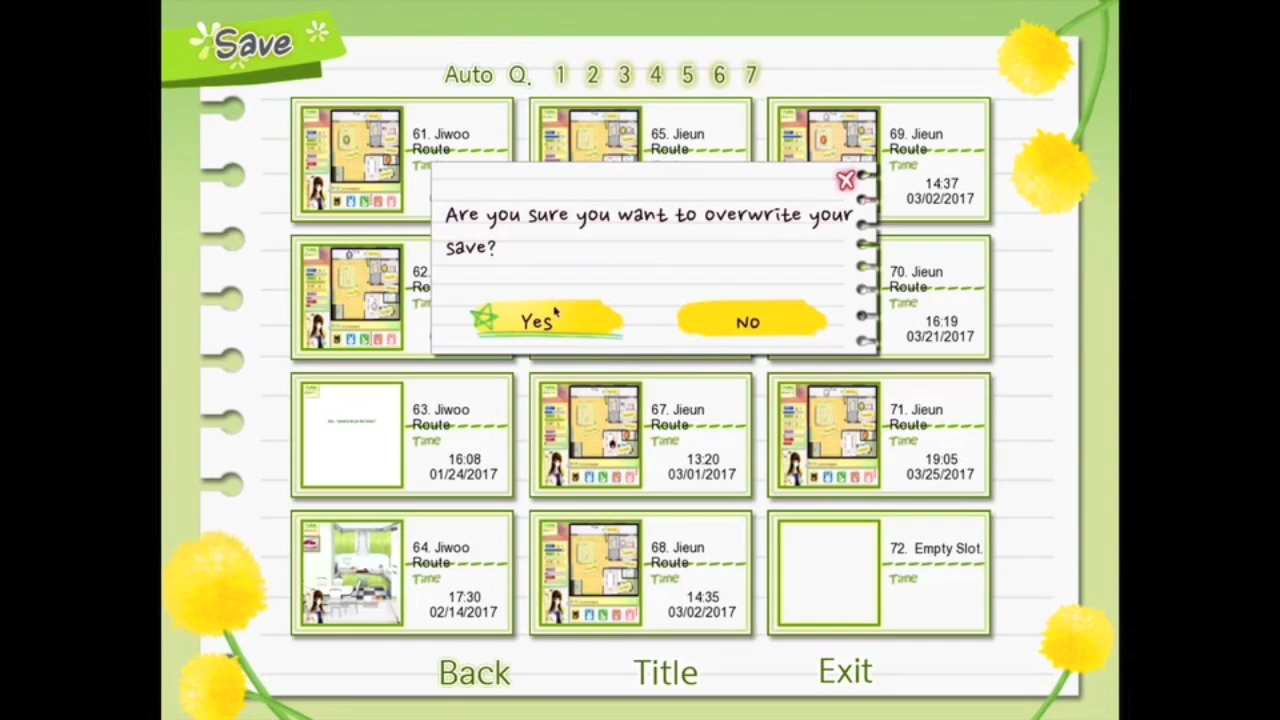 Save
Auto Q. 1 2 3 4 5 6 7
61. Jiwoo
Route
65. Jieun
Route
69. Jieun
Route
Time
14:37
03/02/2017
Are you sure you want to overwrite your
save?
Yes
No
62.
70. Jieun
Route
Time
16:19
03/21/2017
63. Jiwoo
Route
Time
16:08
01/24/2017
67. Jieun
Route
Time
13:20
03/01/2017
71. Jieun
Route
Time
19:05
03/25/2017
64. Jiwoo
Route
Time
17:30
02/14/2017
68. Jieun
Route
Time
14:35
03/02/2017
72. Empty Slot.
Time
Back
Title
Exit